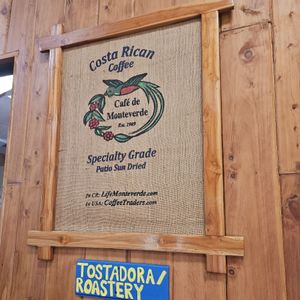 Costa Rican
Coffee
Café de
Monteverde
Est. 1989
Specialty Grade
Patio Sun Dried
In CR: LifeMonteverde.com
In USA: CoffeeTraders.com
TOSTADORA/
ROASTERY